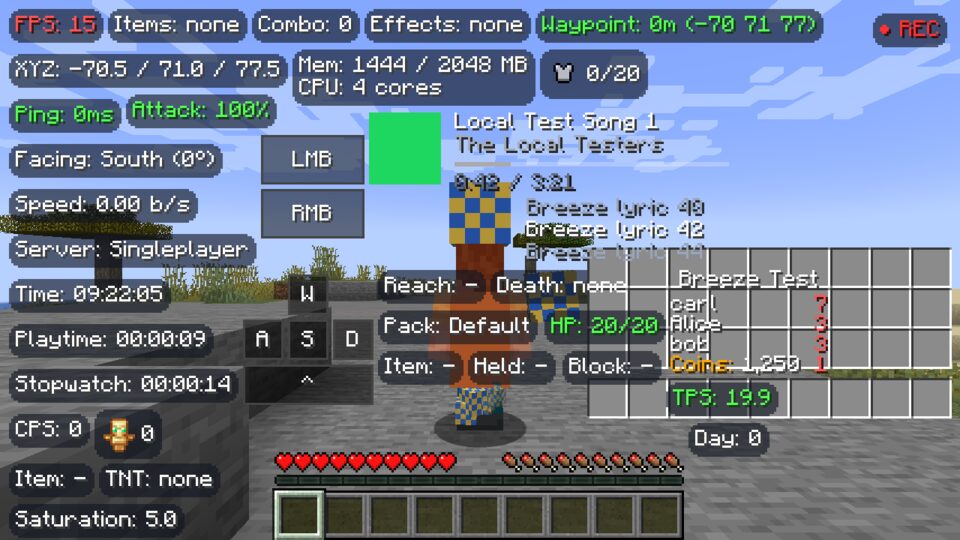 FPS: 15
Items: none
Combo: 0
Effects: none
Waypoint: 0m (-70 71 77)
REC
XYZ: -70.5 / 71.0 / 77.5
Mem: 1444 / 2048 MB
CPU: 4 cores
0/20
Ping: 0ms
Attack: 100%
Local Test Song 1
The Local Testers
0:42 / 3:21
Facing: South (0°)
LMB
Speed: 0.00 b/s
RMB
Breeze lyric 40
Breeze lyric 42
Breeze lyric 44
Server: Singleplayer
Time: 09:22:05
W
Reach: -
Death: none
Breeze Test
carl 7
Alice 3
bob 3
Coins: 1,250 1
Playtime: 00:00:09
A
S
D
Pack: Default
HP: 20/20
Stopwatch: 00:00:14
^
Item: -
Held: -
Block: -
TPS: 19.9
CPS: 0
0
Day: 0
Item: -
TNT: none
Saturation: 5.0